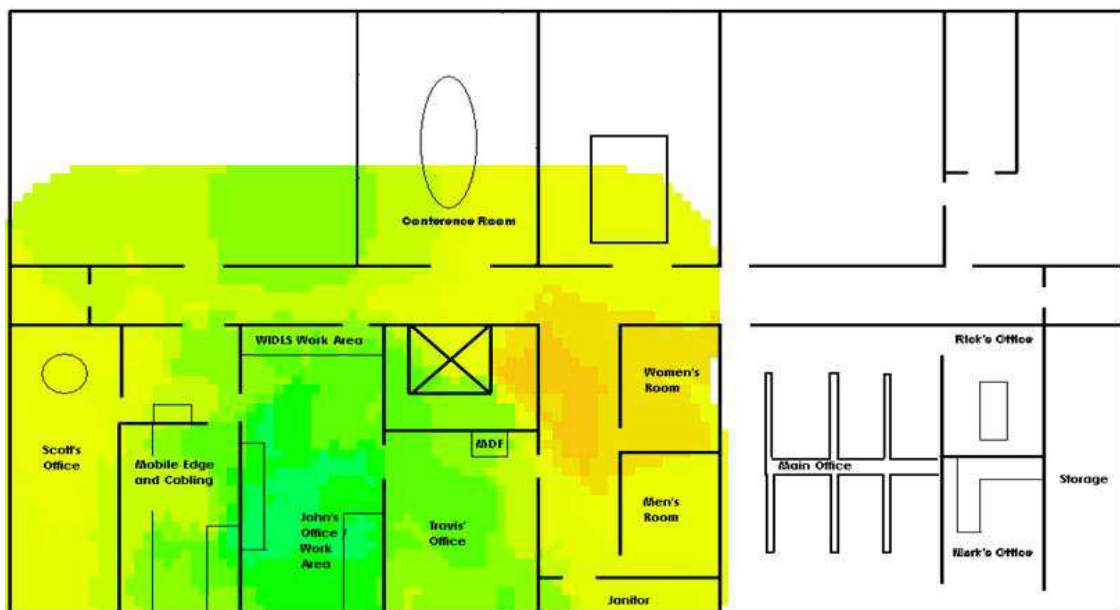 Conference Room
WIDLS Work Area
Rick's Office
Women's
Room
Scott's
Office
MDF
Mobile Edge
and Cabling
Main Office
Storage
John's
Office
Work
Area
Travis'
Office
Men's
Room
Mark's Office
Janitor